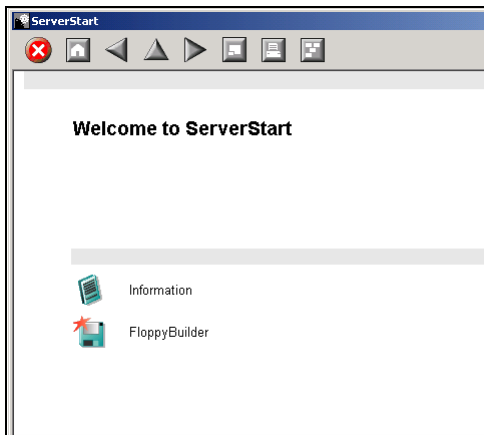 ServerStart
Welcome to ServerStart
Information
FloppyBuilder